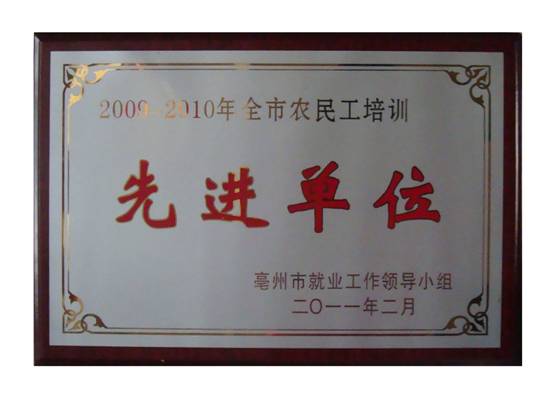 2009-2010年全市农民工培训
先进单位
亳州市就业工作领导小组
二〇一一年二月